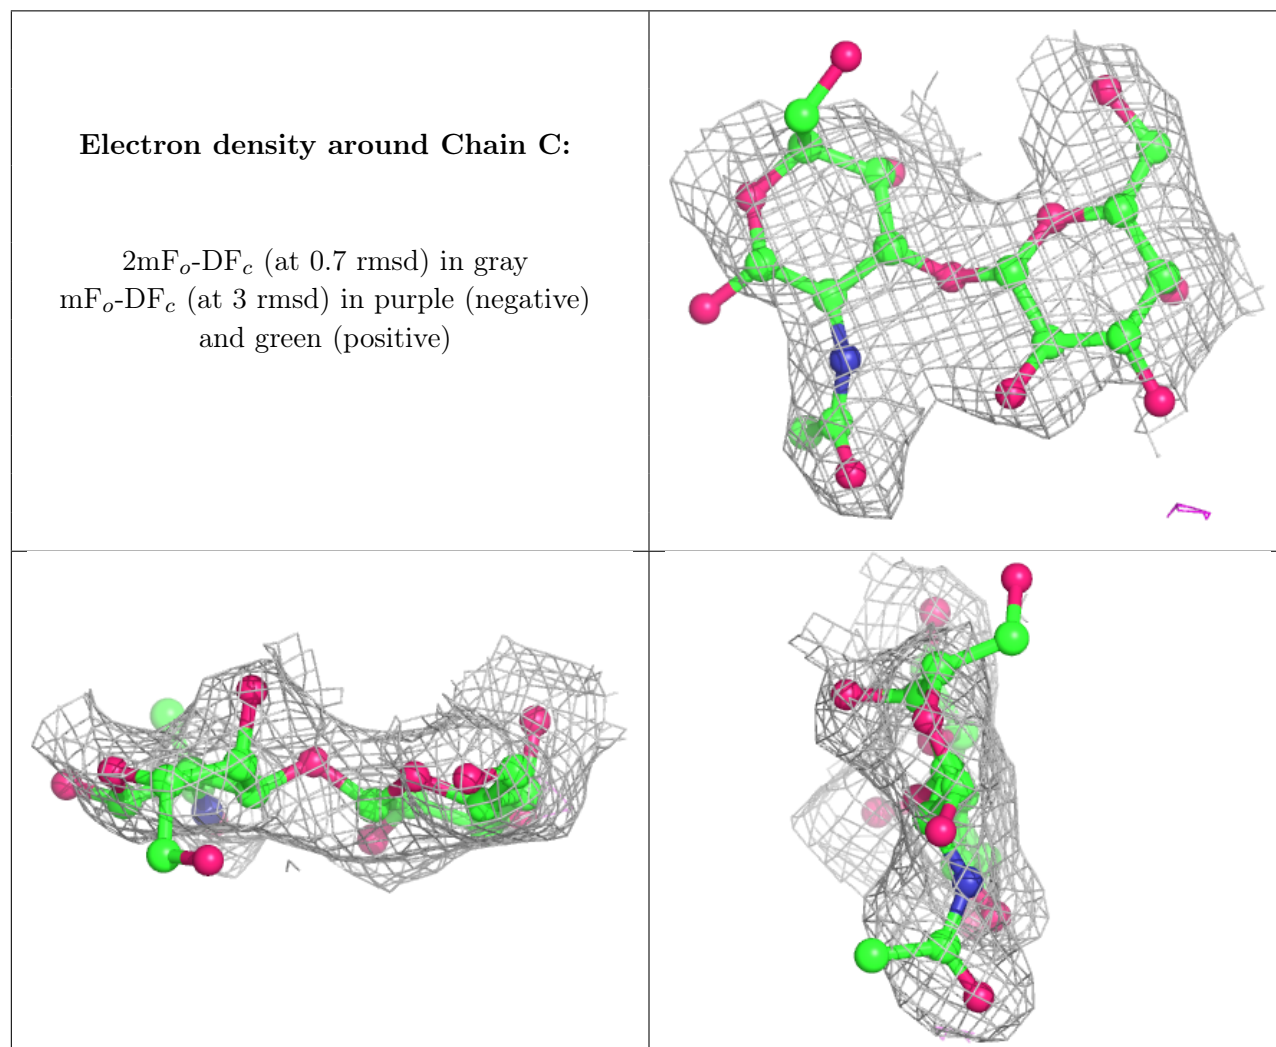 Electron density around Chain C:
2mFo-DFc (at 0.7 rmsd) in gray
mFo-DFc (at 3 rmsd) in purple (negative)
and green (positive)